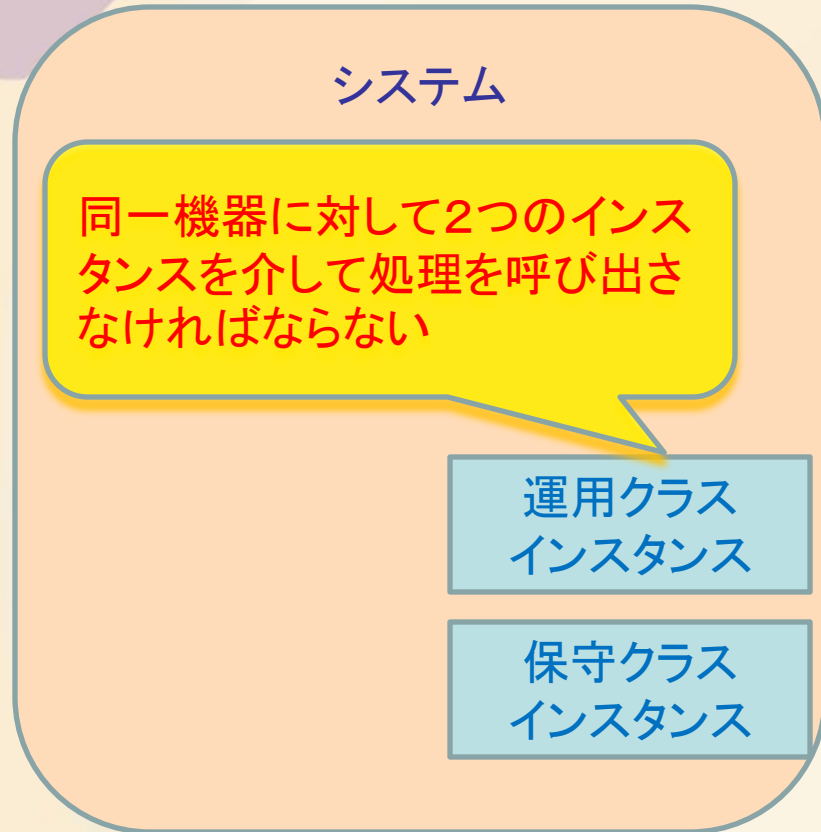 システム
同一機器に対して２つのインス
タンスを介して処理を呼び出さ
なければならない
運用クラス
インスタンス
保守クラス
インスタンス